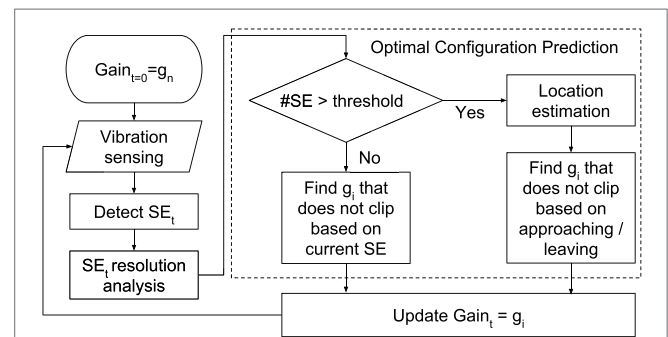 Optimal Configuration Prediction
Gain_{t=0}=g_n
Vibration
sensing
Detect SE_t
SE_t resolution
analysis
#SE > threshold
Yes
No
Location
estimation
Find g_i that
does not clip
based on
current SE
Find g_i that
does not clip
based on
approaching /
leaving
Update Gain_t = g_i